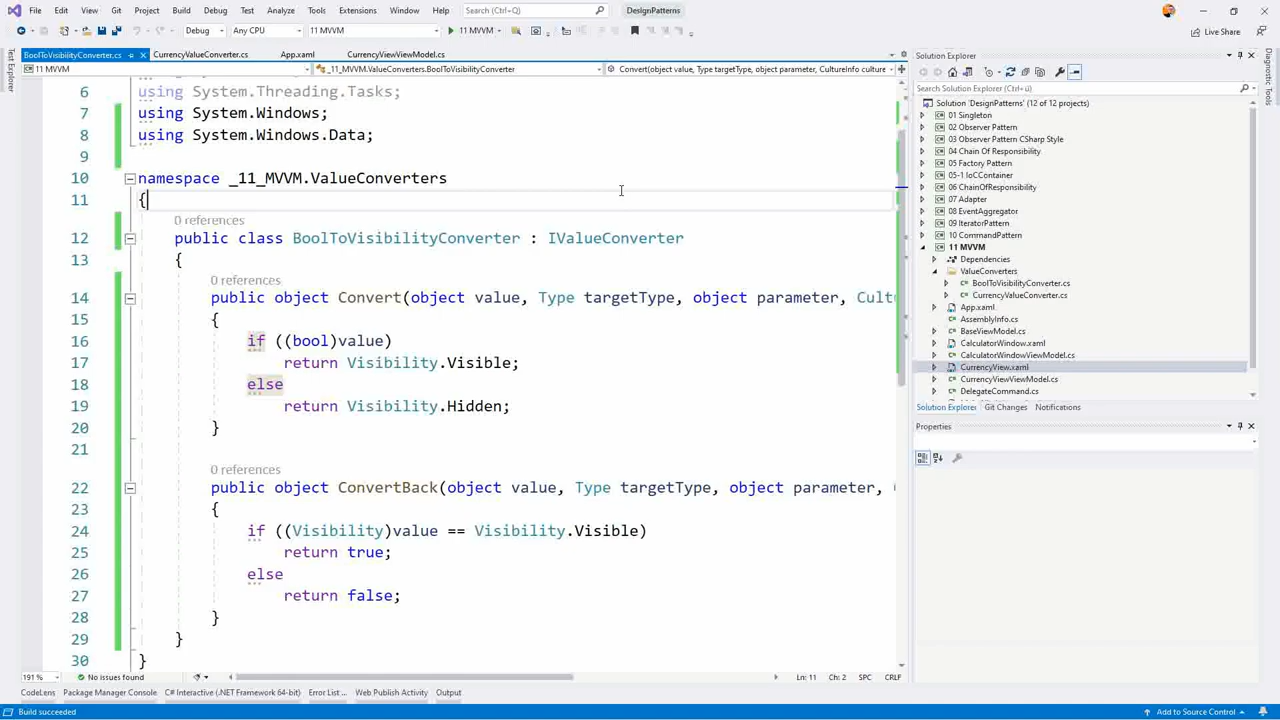 File Edit View Git Project Build Debug Test Analyze Tools Extensions Window Help Search (Ctrl+Q) DesignPatterns
Debug Any CPU 11 MVVM 11 MVVM Live Share
BoolToVisibilityConverter.cs CurrencyValueConverter.cs App.xaml CurrencyViewViewModel.cs
11 MVVM _11_MVVM.ValueConverters.BoolToVisibilityConverter Convert(object value, Type targetType, object parameter, CultureInfo culture
Test Explorer
6 using System.Threading.Tasks;
7 using System.Windows;
8 using System.Windows.Data;
9
10 namespace _11_MVVM.ValueConverters
11 {
0 references
12 public class BoolToVisibilityConverter : IValueConverter
13 {
0 references
14 public object Convert(object value, Type targetType, object parameter, Cultu
15 {
16 if ((bool)value)
17 return Visibility.Visible;
18 else
19 return Visibility.Hidden;
20 }
21
0 references
22 public object ConvertBack(object value, Type targetType, object parameter,
23 {
24 if ((Visibility)value == Visibility.Visible)
25 return true;
26 else
27 return false;
28 }
29 }
30 }
191 % No issues found Ln: 11 Ch: 2 SPC CRLF
CodeLens Package Manager Console C# Interactive (.NET Framework 64-bit) Error List ... Web Publish Activity Output
Build succeeded
Add to Source Control
Solution Explorer
Search Solution Explorer (Ctrl+ü)
Solution 'DesignPatterns' (12 of 12 projects)
01 Singleton
02 Observer Pattern
03 Observer Pattern CSharp Style
04 Chain Of Responsibility
05 Factory Pattern
05-1 IoCContainer
06 ChainOfResponsibility
07 Adapter
08 EventAggregator
09 IteratorPattern
10 CommandPattern
11 MVVM
Dependencies
ValueConverters
BoolToVisibilityConverter.cs
CurrencyValueConverter.cs
App.xaml
AssemblyInfo.cs
BaseViewModel.cs
CalculatorWindow.xaml
CalculatorWindowViewModel.cs
CurrencyView.xaml
CurrencyViewViewModel.cs
DelegateCommand.cs
Solution Explorer Git Changes Notifications
Properties
Diagnostic Tools